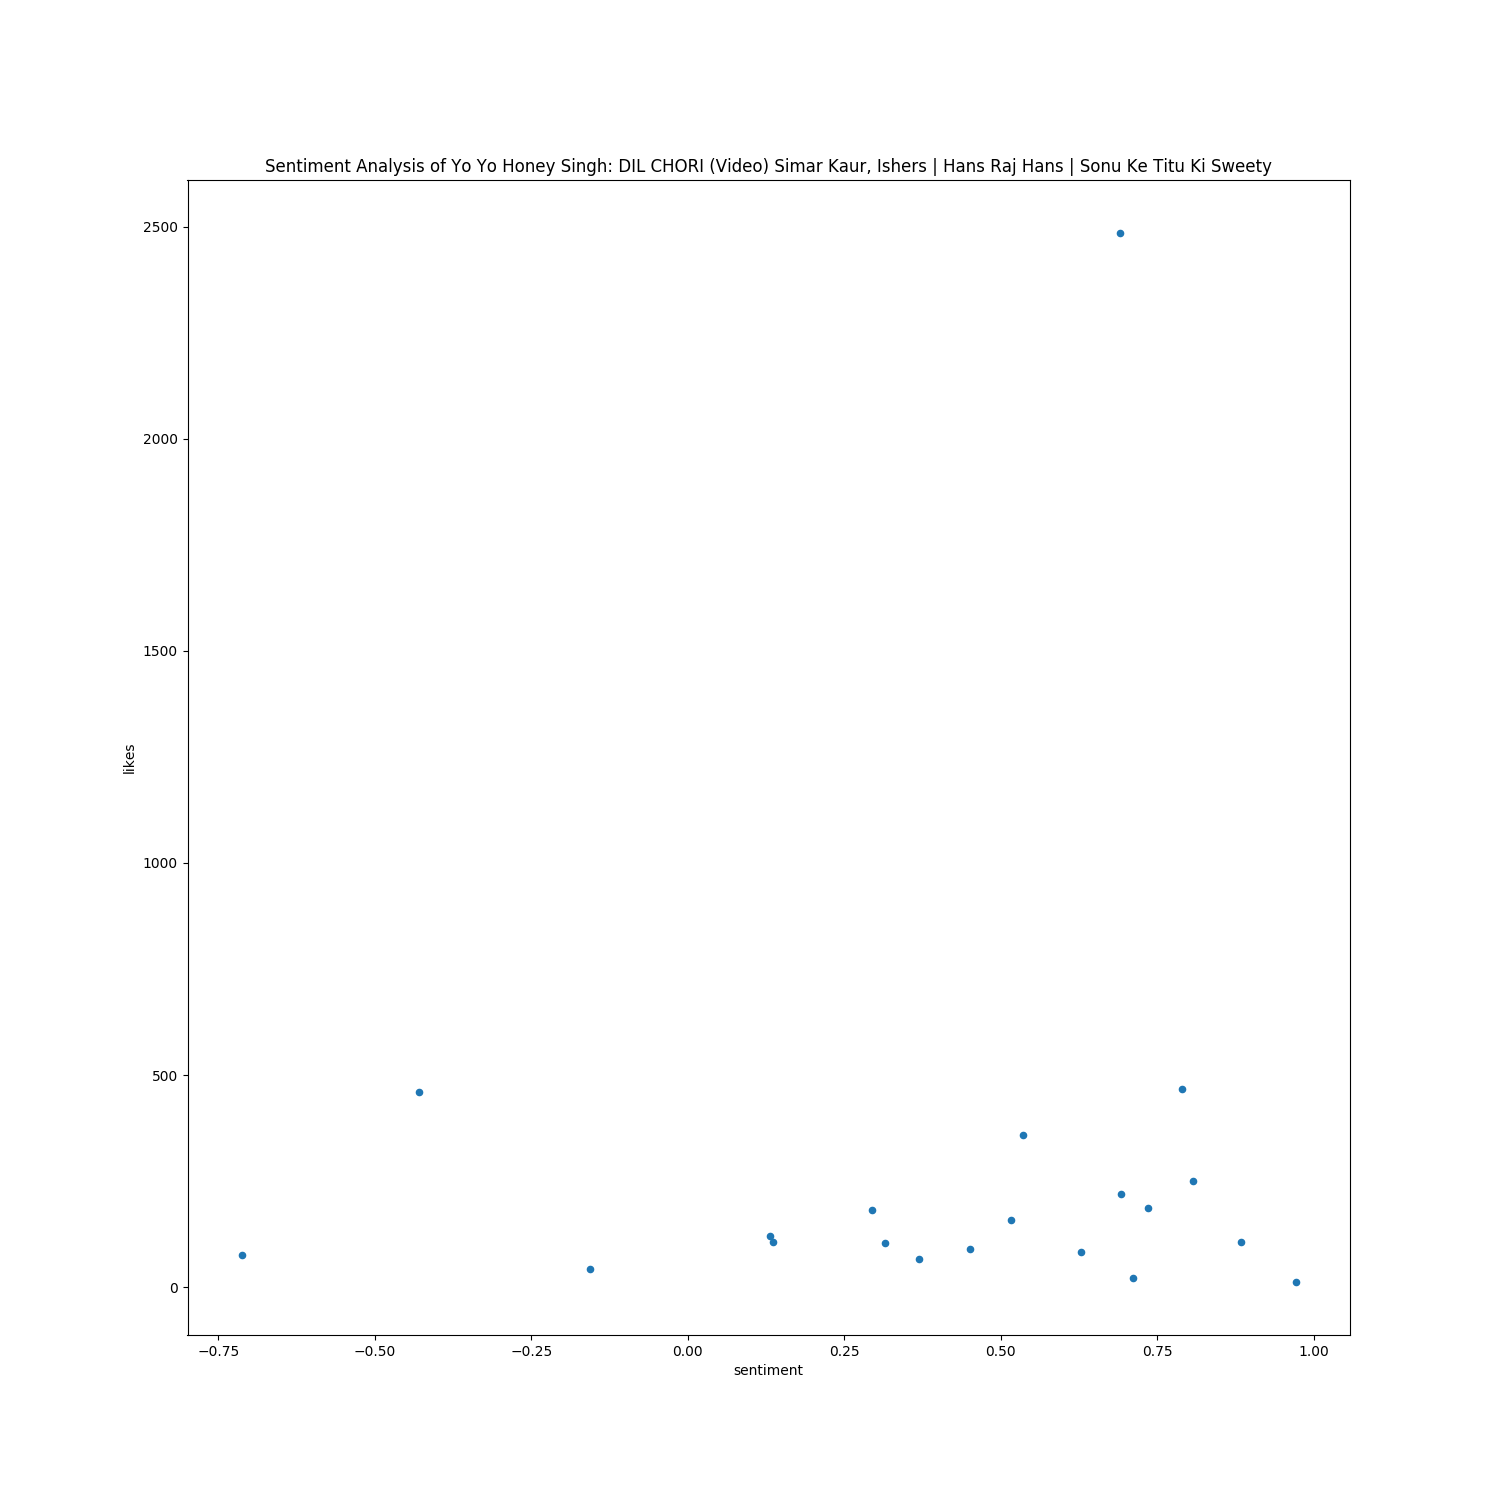 Sentiment Analysis of Yo Yo Honey Singh: DIL CHORI (Video) Simar Kaur, Ishers | Hans Raj Hans | Sonu Ke Titu Ki Sweety
2500
2000
1500
likes
1000
500
0
−0.75 −0.50 −0.25 0.00 0.25 0.50 0.75 1.00
sentiment